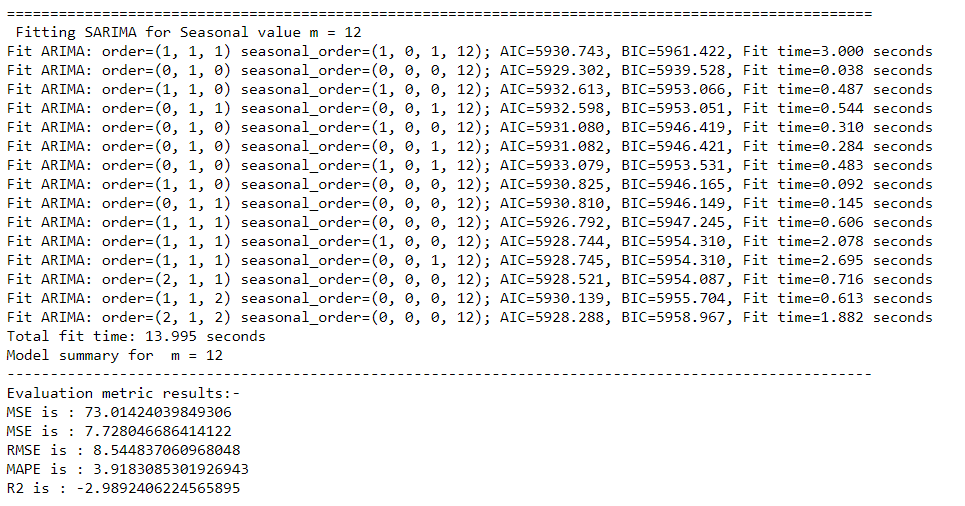 ====================================================================================================
Fitting SARIMA for Seasonal value m = 12
Fit ARIMA: order=(1, 1, 1) seasonal_order=(1, 0, 1, 12); AIC=5930.743, BIC=5961.422, Fit time=3.000 seconds
Fit ARIMA: order=(0, 1, 0) seasonal_order=(0, 0, 0, 12); AIC=5929.302, BIC=5939.528, Fit time=0.038 seconds
Fit ARIMA: order=(1, 1, 0) seasonal_order=(1, 0, 0, 12); AIC=5932.613, BIC=5953.066, Fit time=0.487 seconds
Fit ARIMA: order=(0, 1, 1) seasonal_order=(0, 0, 1, 12); AIC=5932.598, BIC=5953.051, Fit time=0.544 seconds
Fit ARIMA: order=(0, 1, 0) seasonal_order=(1, 0, 0, 12); AIC=5931.080, BIC=5946.419, Fit time=0.310 seconds
Fit ARIMA: order=(0, 1, 0) seasonal_order=(0, 0, 1, 12); AIC=5931.082, BIC=5946.421, Fit time=0.284 seconds
Fit ARIMA: order=(0, 1, 0) seasonal_order=(1, 0, 1, 12); AIC=5933.079, BIC=5953.531, Fit time=0.483 seconds
Fit ARIMA: order=(1, 1, 0) seasonal_order=(0, 0, 0, 12); AIC=5930.825, BIC=5946.165, Fit time=0.092 seconds
Fit ARIMA: order=(0, 1, 1) seasonal_order=(0, 0, 0, 12); AIC=5930.810, BIC=5946.149, Fit time=0.145 seconds
Fit ARIMA: order=(1, 1, 1) seasonal_order=(0, 0, 0, 12); AIC=5926.792, BIC=5947.245, Fit time=0.606 seconds
Fit ARIMA: order=(1, 1, 1) seasonal_order=(1, 0, 0, 12); AIC=5928.744, BIC=5954.310, Fit time=2.078 seconds
Fit ARIMA: order=(1, 1, 1) seasonal_order=(0, 0, 1, 12); AIC=5928.745, BIC=5954.310, Fit time=2.695 seconds
Fit ARIMA: order=(2, 1, 1) seasonal_order=(0, 0, 0, 12); AIC=5928.521, BIC=5954.087, Fit time=0.716 seconds
Fit ARIMA: order=(1, 1, 2) seasonal_order=(0, 0, 0, 12); AIC=5930.139, BIC=5955.704, Fit time=0.613 seconds
Fit ARIMA: order=(2, 1, 2) seasonal_order=(0, 0, 0, 12); AIC=5928.288, BIC=5958.967, Fit time=1.882 seconds
Total fit time: 13.995 seconds
Model summary for  m = 12
----------------------------------------------------------------------------------------------------
Evaluation metric results:-
MSE is : 73.01424039849306
MSE is : 7.728046686414122
RMSE is : 8.544837060968048
MAPE is : 3.9183085301926943
R2 is : -2.9892406224565895